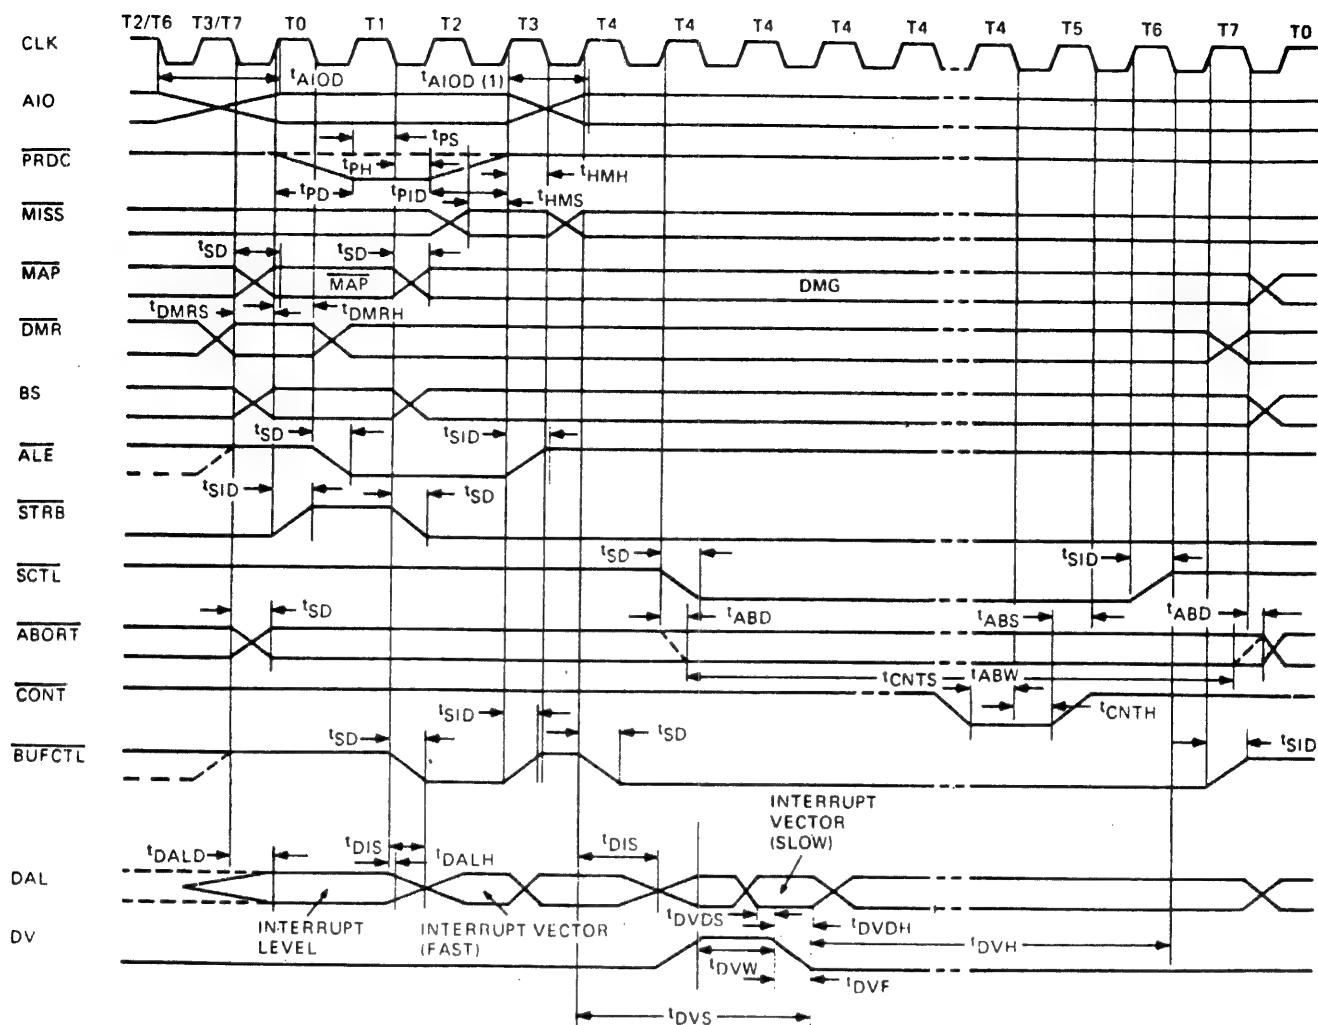 T2/T6 T3/T7 T0 T1 T2 T3 T4 T4 T4 T4 T4 T4 T5 T6 T7 T0
CLK
tAIOD tAIOD (1)
AIO
tPS
PRDC
tPH tHMH
tPD tPID tHMS
MISS
tSD tSD
MAP MAP DMG
tDMRS tDMRH
DMR
BS
tSD tSID
ALE
tSID tSD
STRB
tSD tSID
SCTL
tSD tABD tABS tABD
ABORT
tCNTS tABW
CONT
tCNTH
tSID
tSD tSD tSID
BUFCTL
INTERRUPT
VECTOR
(SLOW)
tDIS tDIS
tDALD tDALH
DAL
tDVDS tDVDH
INTERRUPT
LEVEL
INTERRUPT VECTOR
(FAST)
DV
tDVH
tDVW
tDVF
tDVS